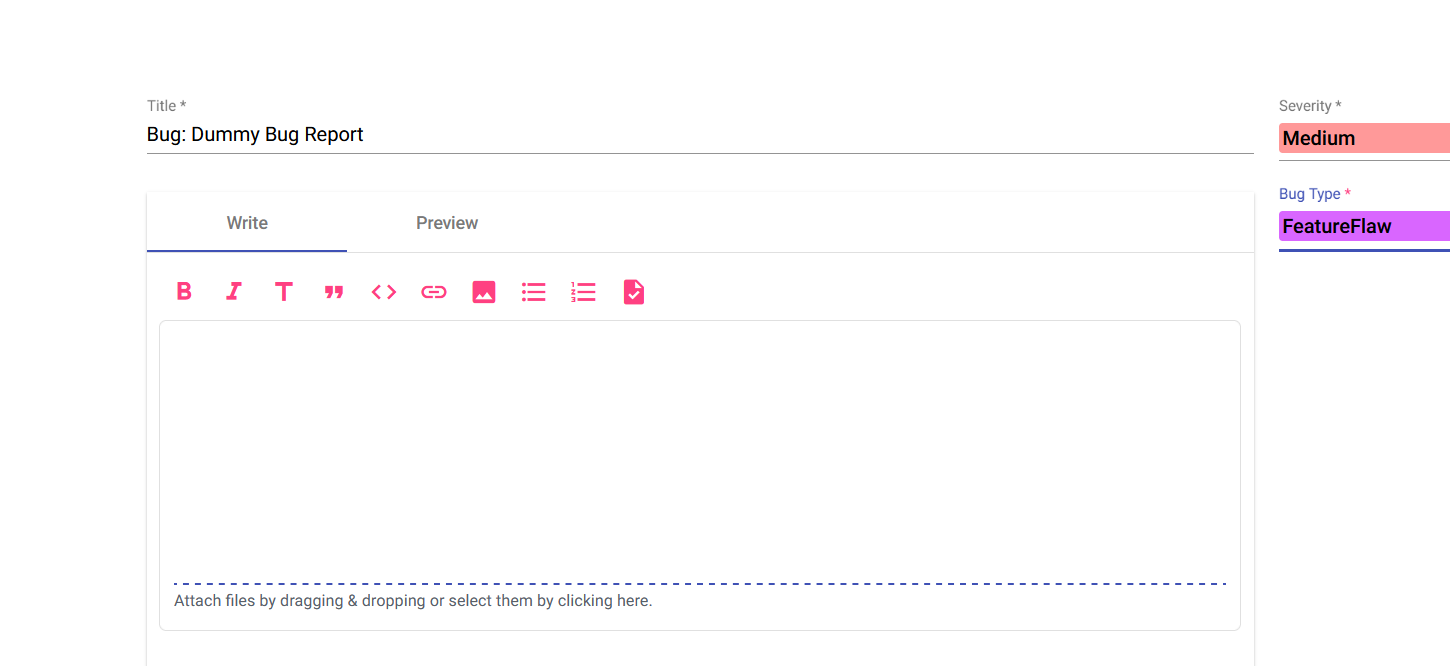 Title *
Bug: Dummy Bug Report
Severity *
Medium
Bug Type *
FeatureFlaw
Write Preview
Attach files by dragging & dropping or select them by clicking here.